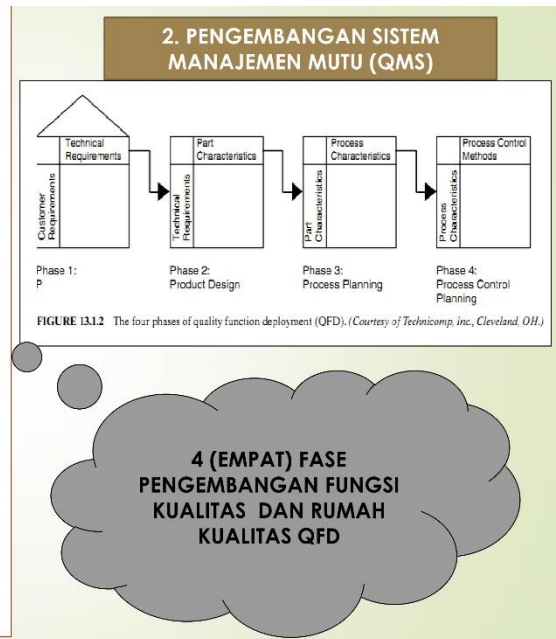 2. PENGEMBANGAN SISTEM
MANAJEMEN MUTU (QMS)
Technical
Requirements
Customer
Requirements
Part
Characteristics
Technical
Requirements
Process
Characteristics
Part
Characteristics
Process Control
Methods
Process
Characteristics
Phase 1:
P
Phase 2:
Product Design
Phase 3:
Process Planning
Phase 4:
Process Control
Planning
FIGURE 13.1.2 The four phases of quality function deployment (QFD). (Courtesy of Technicomp, Inc., Cleveland, OH.)
4 (EMPAT) FASE
PENGEMBANGAN FUNGSI
KUALITAS DAN RUMAH
KUALITAS QFD